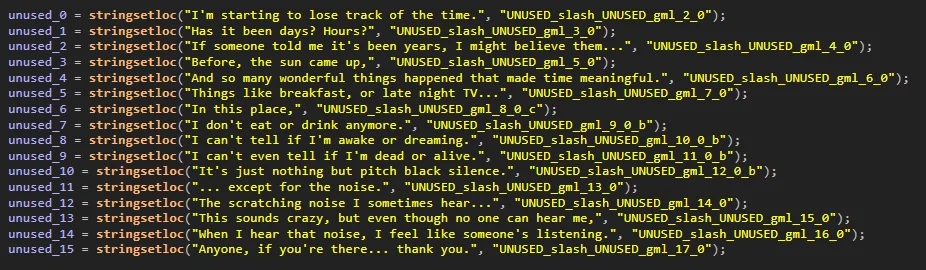 unused_0 = stringsetloc("I'm starting to lose track of the time.", "UNUSED_slash_UNUSED_gml_2_0");
unused_1 = stringsetloc("Has it been days? Hours?", "UNUSED_slash_UNUSED_gml_3_0");
unused_2 = stringsetloc("If someone told me it's been years, I might believe them...", "UNUSED_slash_UNUSED_gml_4_0");
unused_3 = stringsetloc("Before, the sun came up,", "UNUSED_slash_UNUSED_gml_5_0");
unused_4 = stringsetloc("And so many wonderful things happened that made time meaningful.", "UNUSED_slash_UNUSED_gml_6_0");
unused_5 = stringsetloc("Things like breakfast, or late night TV...", "UNUSED_slash_UNUSED_gml_7_0");
unused_6 = stringsetloc("In this place,", "UNUSED_slash_UNUSED_gml_8_0_c");
unused_7 = stringsetloc("I don't eat or drink anymore.", "UNUSED_slash_UNUSED_gml_9_0_b");
unused_8 = stringsetloc("I can't tell if I'm awake or dreaming.", "UNUSED_slash_UNUSED_gml_10_0_b");
unused_9 = stringsetloc("I can't even tell if I'm dead or alive.", "UNUSED_slash_UNUSED_gml_11_0_b");
unused_10 = stringsetloc("It's just nothing but pitch black silence.", "UNUSED_slash_UNUSED_gml_12_0_b");
unused_11 = stringsetloc("... except for the noise.", "UNUSED_slash_UNUSED_gml_13_0");
unused_12 = stringsetloc("The scratching noise I sometimes hear...", "UNUSED_slash_UNUSED_gml_14_0");
unused_13 = stringsetloc("This sounds crazy, but even though no one can hear me,", "UNUSED_slash_UNUSED_gml_15_0");
unused_14 = stringsetloc("When I hear that noise, I feel like someone's listening.", "UNUSED_slash_UNUSED_gml_16_0");
unused_15 = stringsetloc("Anyone, if you're there... thank you.", "UNUSED_slash_UNUSED_gml_17_0");